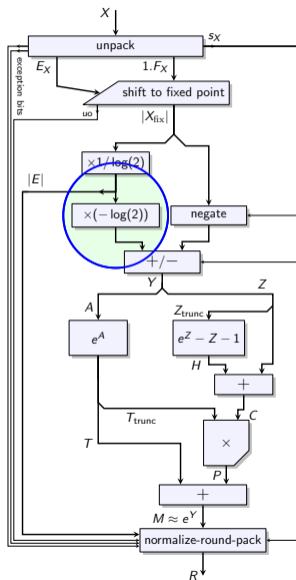 X
unpack
s_X
E_X
1.F_X
exception bits
shift to fixed point
ou
|X_fix|
×1/log(2)
|E|
×(−log(2))
negate
+/−
Y
Z
A
Z_trunc
e^A
e^Z − Z − 1
H
+
C
T_trunc
T
×
P
+
M ≈ e^Y
normalize-round-pack
R